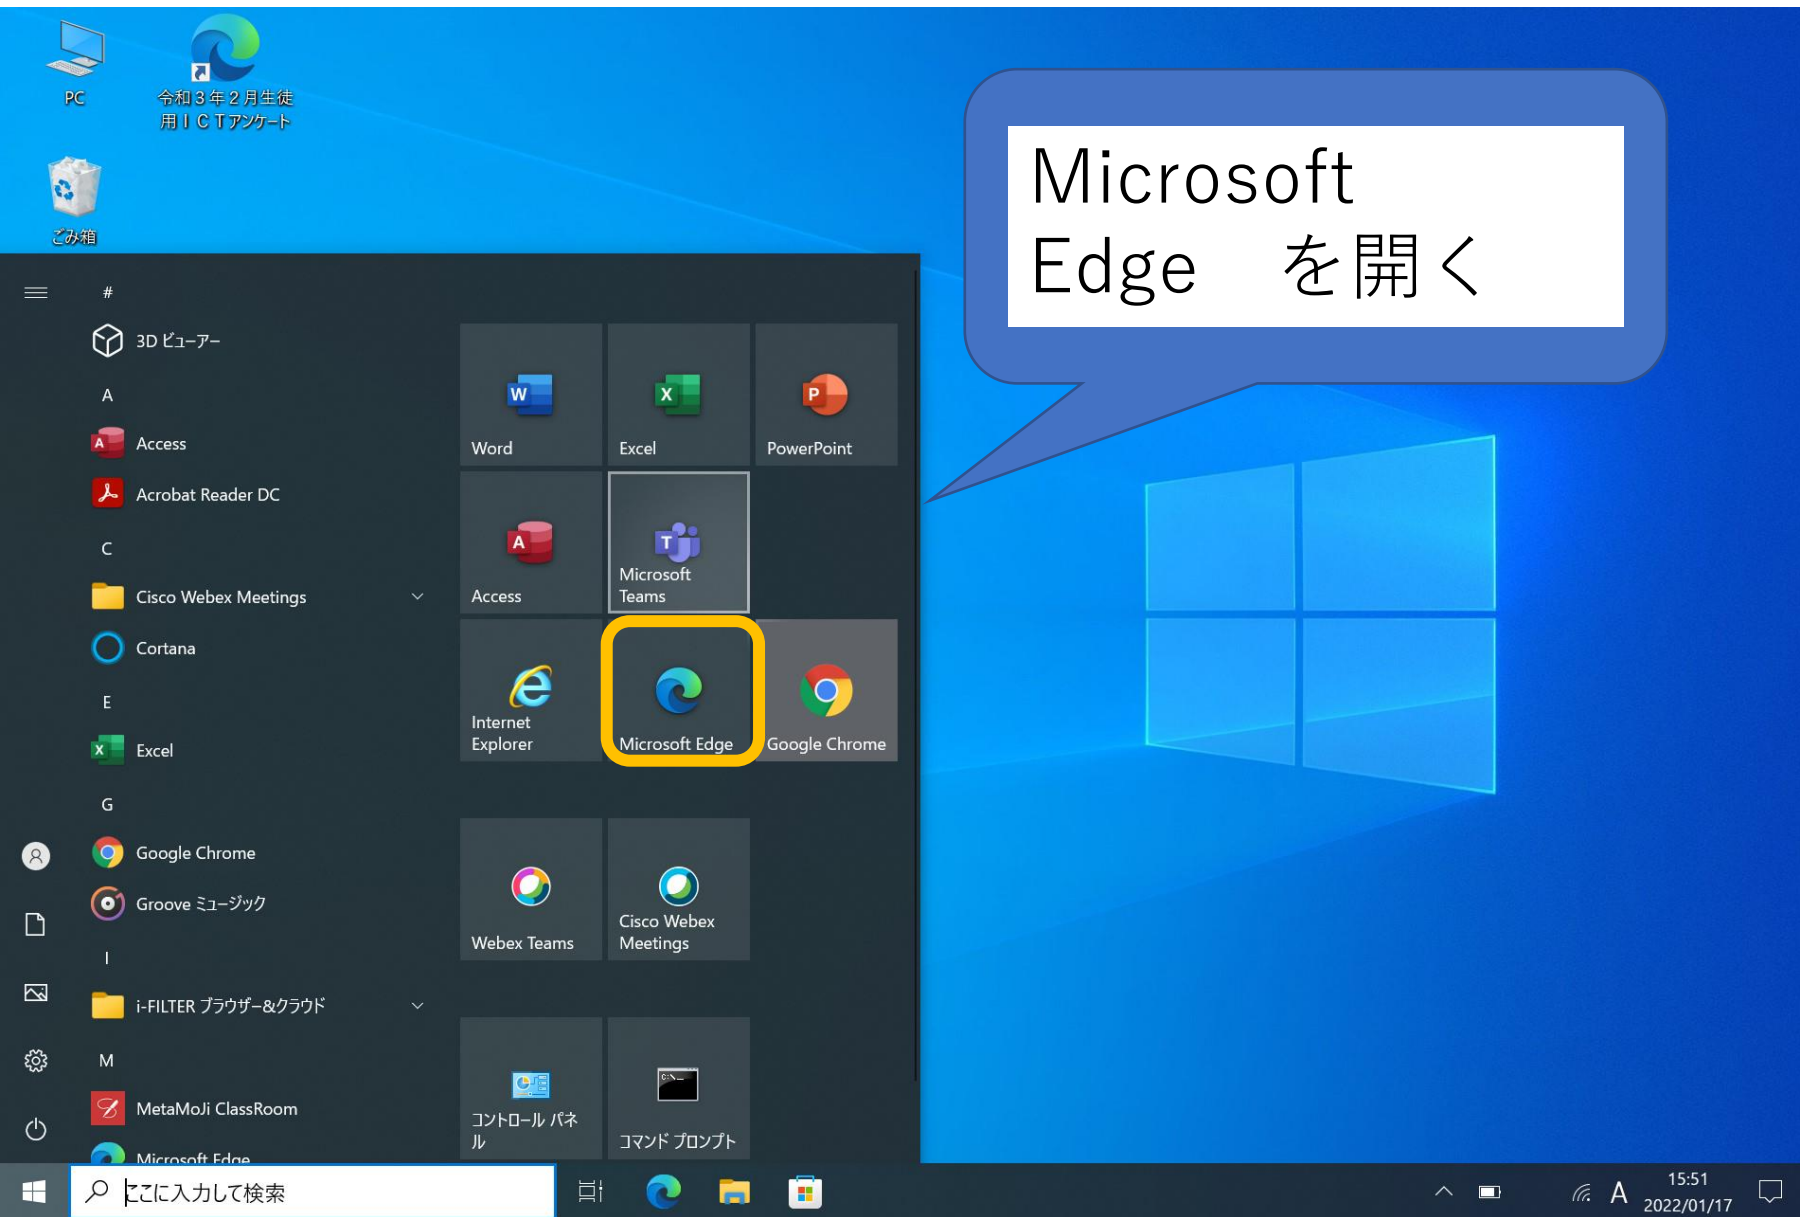 PC
令和３年２月生徒
用ＩＣＴアンケート
ごみ箱
Microsoft
Edge　を開く
#
3D ビューアー
A
Access
Acrobat Reader DC
C
Cisco Webex Meetings
Cortana
E
Excel
G
Google Chrome
Groove ミュージック
I
i-FILTER ブラウザー&クラウド
M
MetaMoJi ClassRoom
Microsoft Edge
Word
Excel
PowerPoint
Access
Microsoft
Teams
Internet
Explorer
Microsoft Edge
Google Chrome
Webex Teams
Cisco Webex
Meetings
コントロール パネ
ル
コマンド プロンプト
ここに入力して検索
A
15:51
2022/01/17